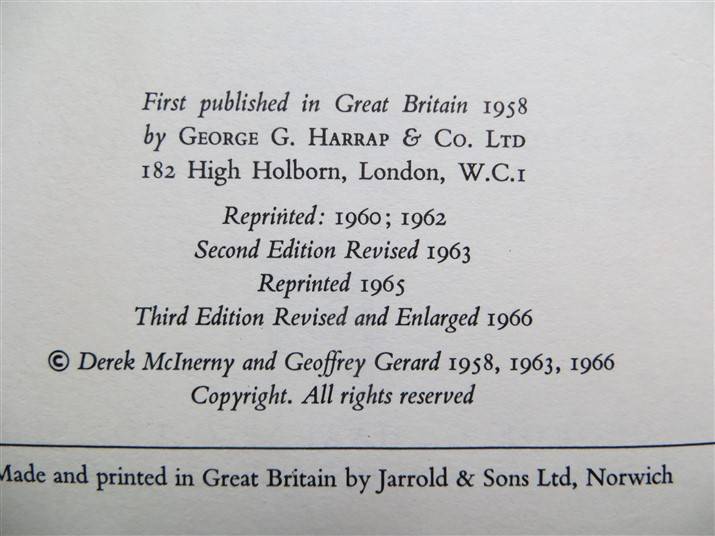 First published in Great Britain 1958
by GEORGE G. HARRAP & CO. LTD
182 High Holborn, London, W.C.1
Reprinted: 1960; 1962
Second Edition Revised 1963
Reprinted 1965
Third Edition Revised and Enlarged 1966
© Derek McInerny and Geoffrey Gerard 1958, 1963, 1966
Copyright. All rights reserved
Made and printed in Great Britain by Jarrold & Sons Ltd, Norwich